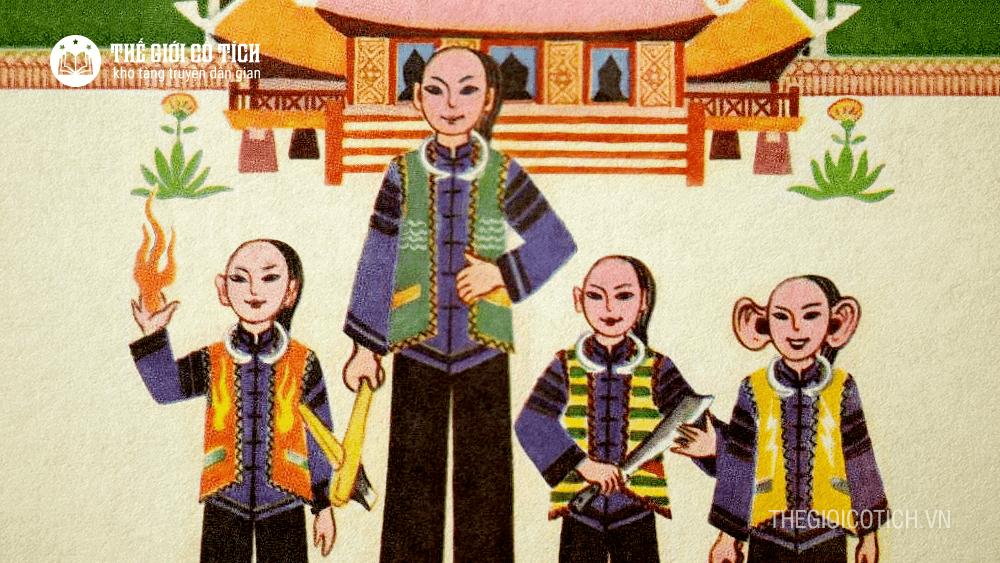 THẾ GIỚI CỔ TÍCH
kho tàng truyện dân gian
THEGIOICOTICH.VN